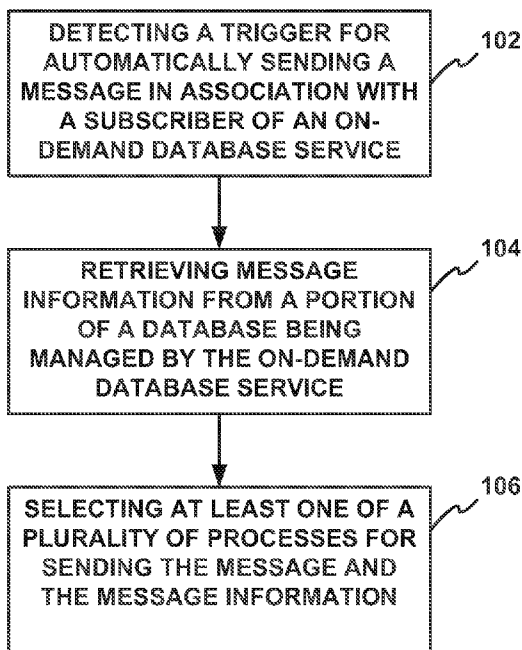 DETECTING A TRIGGER FOR
AUTOMATICALLY SENDING A
MESSAGE IN ASSOCIATION WITH
A SUBSCRIBER OF AN ON-
DEMAND DATABASE SERVICE
102
RETRIEVING MESSAGE
INFORMATION FROM A PORTION
OF A DATABASE BEING
MANAGED BY THE ON-DEMAND
DATABASE SERVICE
104
SELECTING AT LEAST ONE OF A
PLURALITY OF PROCESSES FOR
SENDING THE MESSAGE AND
THE MESSAGE INFORMATION
106